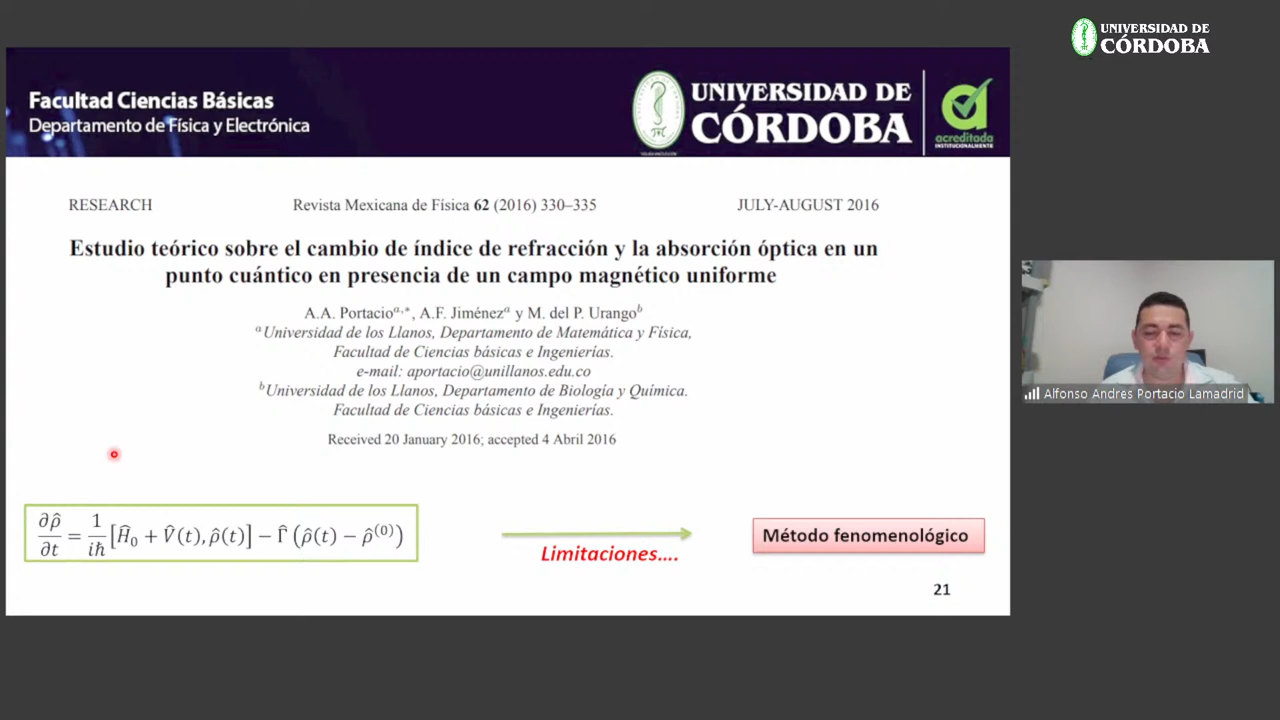 UNIVERSIDAD DE
CÓRDOBA
Facultad Ciencias Básicas
Departamento de Física y Electrónica
UNIVERSIDAD DE
CÓRDOBA
acreditada
INSTITUCIONALMENTE
RESEARCH Revista Mexicana de Física 62 (2016) 330–335 JULY-AUGUST 2016
Estudio teórico sobre el cambio de índice de refracción y la absorción óptica en un
punto cuántico en presencia de un campo magnético uniforme
A.A. Portacio^{a,*}, A.F. Jiménez^a y M. del P. Urango^b
^a Universidad de los Llanos, Departamento de Matemática y Física,
Facultad de Ciencias básicas e Ingenierías.
e-mail: aportacio@unillanos.edu.co
^b Universidad de los Llanos, Departamento de Biología y Química.
Facultad de Ciencias básicas e Ingenierías.
Received 20 January 2016; accepted 4 Abril 2016
∂ρ̂/∂t = 1/iħ [Ĥ₀ + V̂(t), ρ̂(t)] − Γ̂ (ρ̂(t) − ρ̂⁽⁰⁾)
Limitaciones....
Método fenomenológico
21
Alfonso Andres Portacio Lamadrid